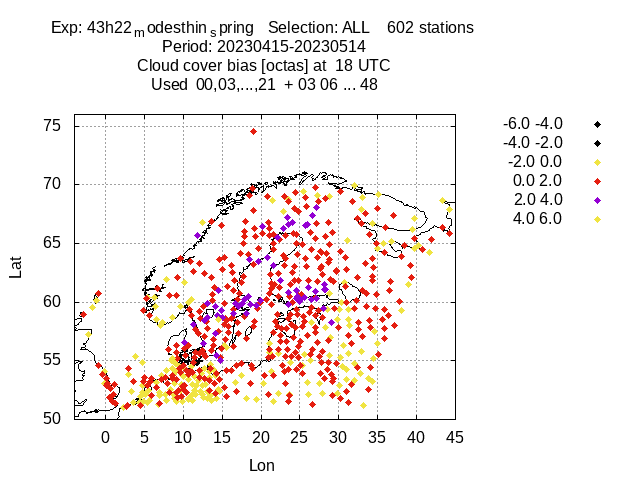 Exp: 43h22modesthinspring Selection: ALL 602 stations
Period: 20230415-20230514
Cloud cover bias [octas] at 18 UTC
Used 00,03,...,21 + 03 06 ... 48
-6.0 -4.0
-4.0 -2.0
-2.0 0.0
0.0 2.0
2.0 4.0
4.0 6.0
75
70
65
60
55
50
Lat
0 5 10 15 20 25 30 35 40 45
Lon